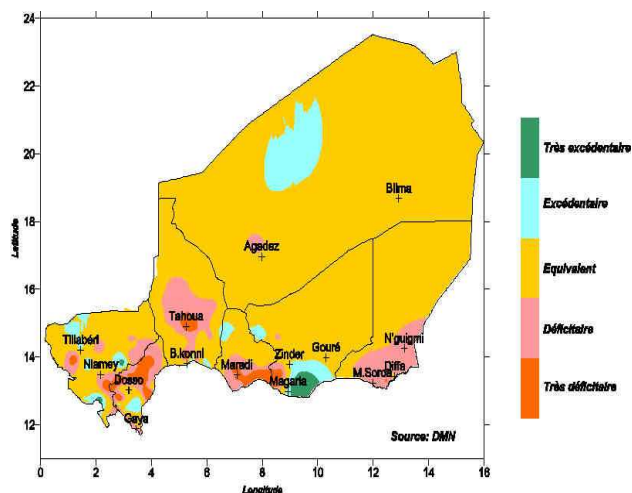 24
22
20
18
16
14
12
Latitude
0
2
4
6
8
10
12
14
16
Longitude
Bilma
Agadez
Tahoua
Tillabéri
B.konni
Niamey
Dosso
Gaya
Maradi
Zinder
Gouré
Magaria
N'guigmi
Diffa
M.Soroa
Source: DMN
Très excédentaire
Excédentaire
Equivalent
Déficitaire
Très déficitaire